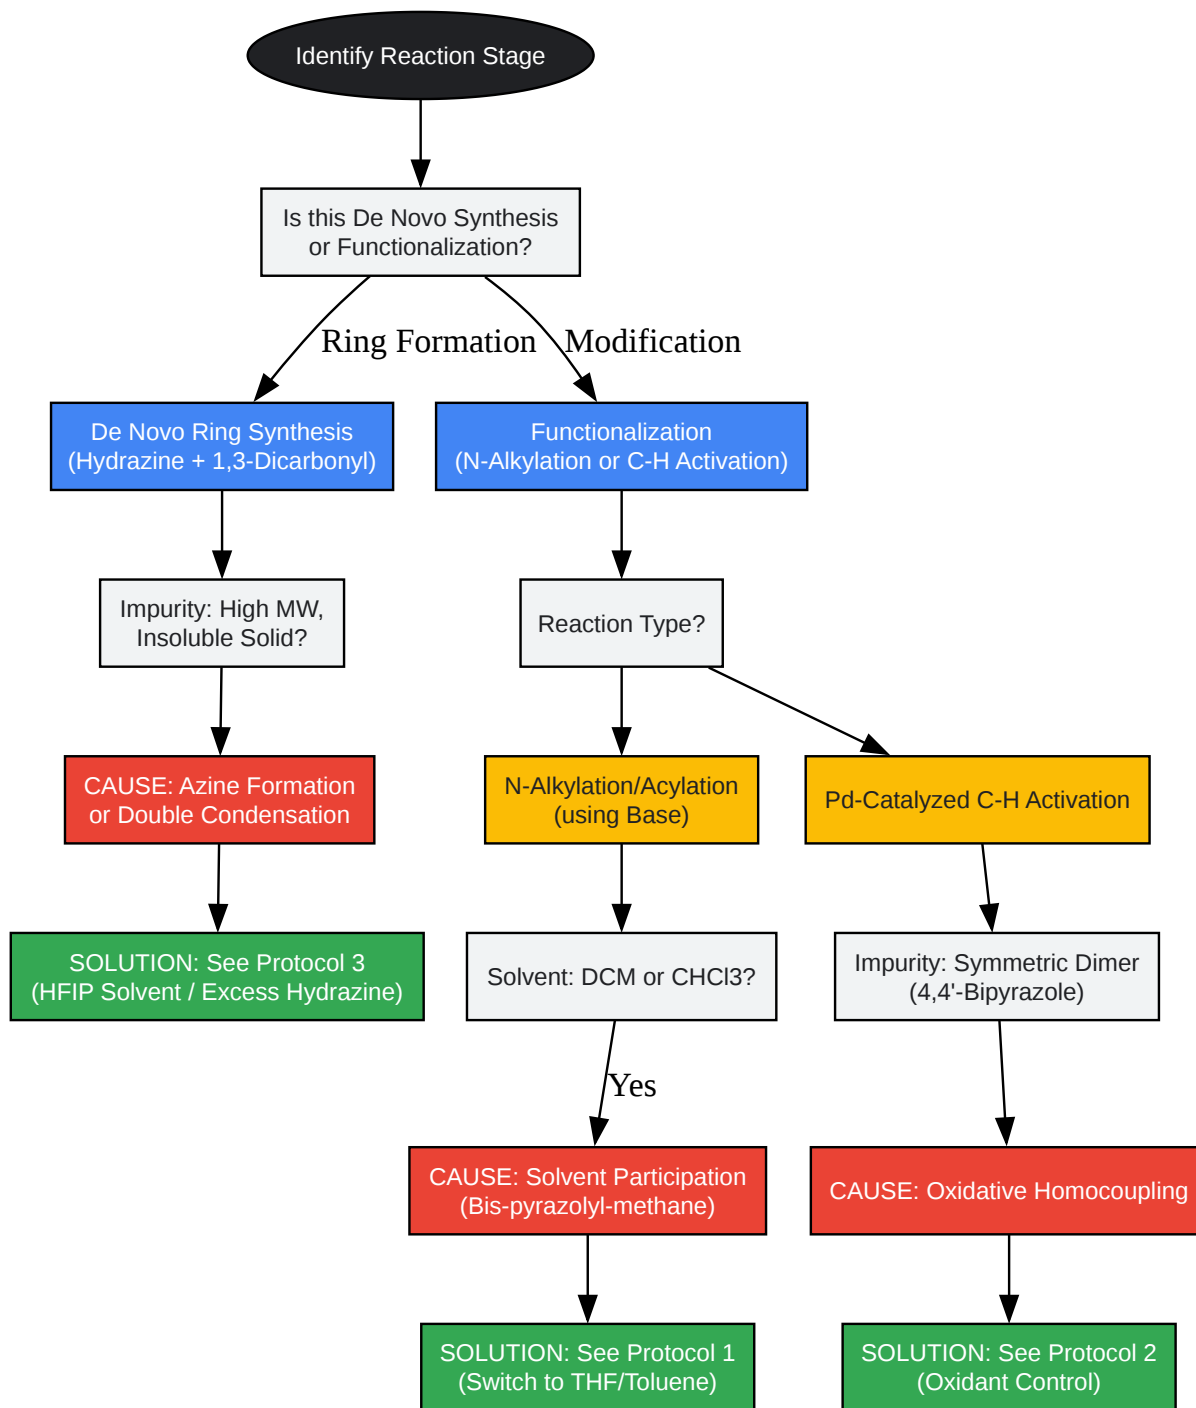 Identify Reaction Stage
Is this De Novo Synthesis
or Functionalization?
Ring Formation
Modification
De Novo Ring Synthesis
(Hydrazine + 1,3-Dicarbonyl)
Functionalization
(N-Alkylation or C-H Activation)
Impurity: High MW,
Insoluble Solid?
Reaction Type?
CAUSE: Azine Formation
or Double Condensation
N-Alkylation/Acylation
(using Base)
Pd-Catalyzed C-H Activation
SOLUTION: See Protocol 3
(HFIP Solvent / Excess Hydrazine)
Solvent: DCM or CHCl3?
Impurity: Symmetric Dimer
(4,4'-Bipyrazole)
Yes
CAUSE: Solvent Participation
(Bis-pyrazolyl-methane)
CAUSE: Oxidative Homocoupling
SOLUTION: See Protocol 1
(Switch to THF/Toluene)
SOLUTION: See Protocol 2
(Oxidant Control)